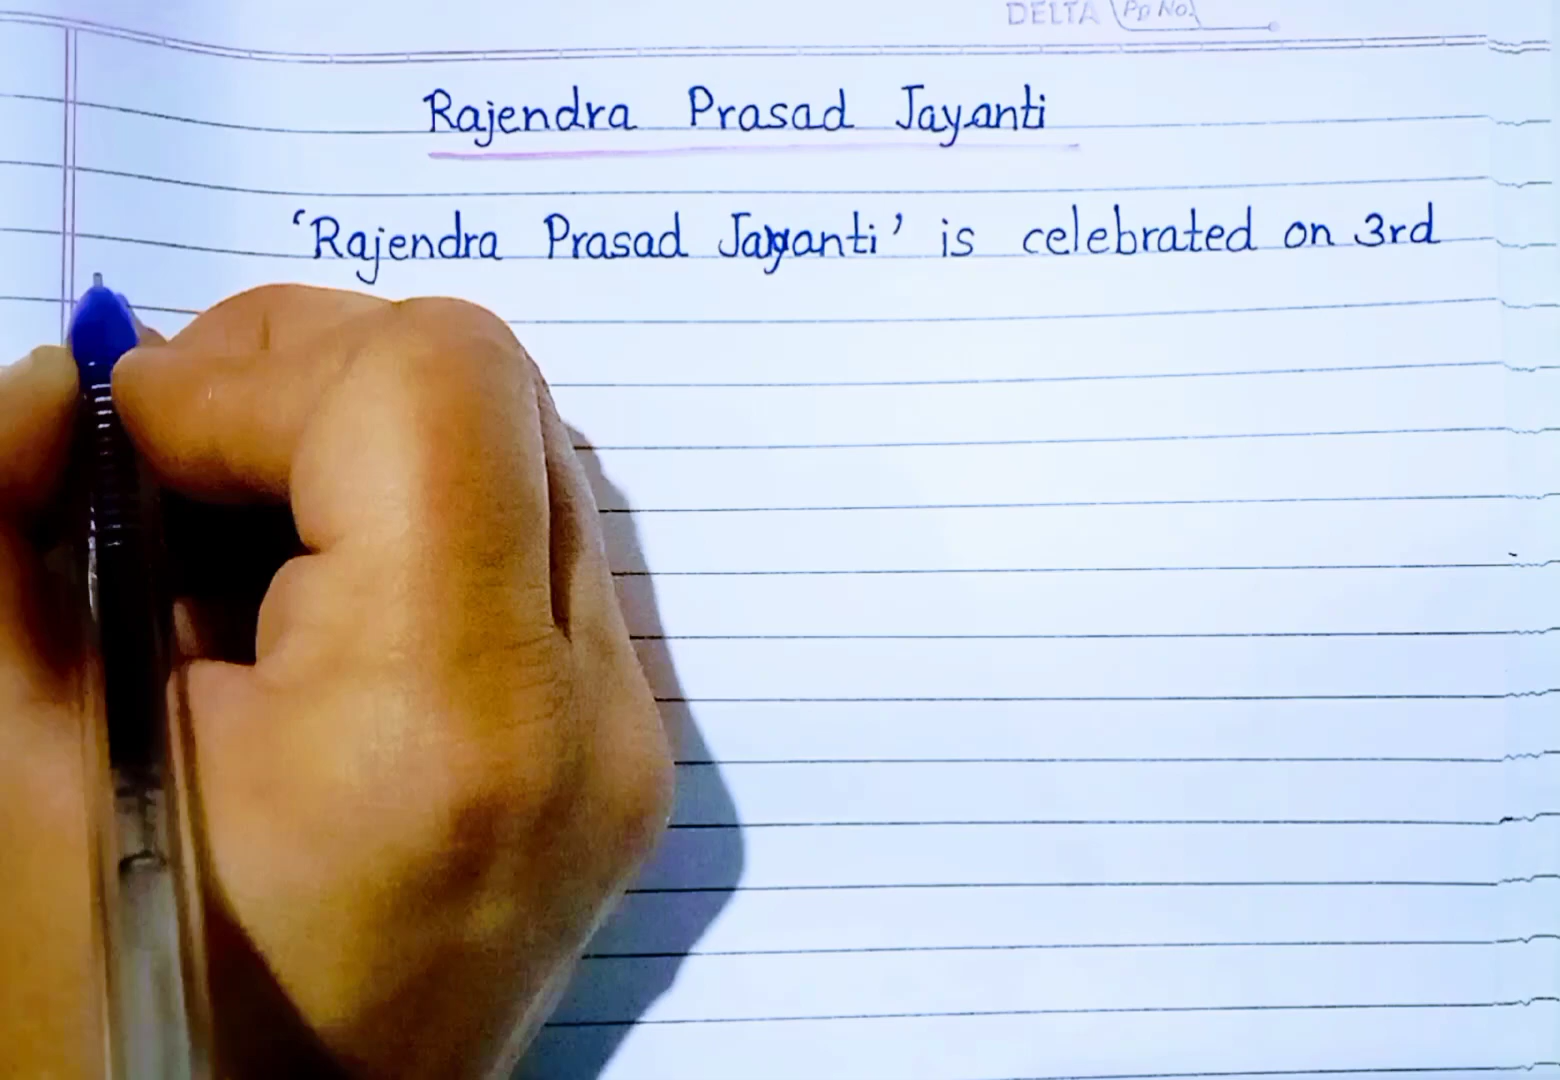 DELTA Pg No.
Rajendra Prasad Jayanti
‘Rajendra Prasad Jayanti’ is celebrated on 3rd